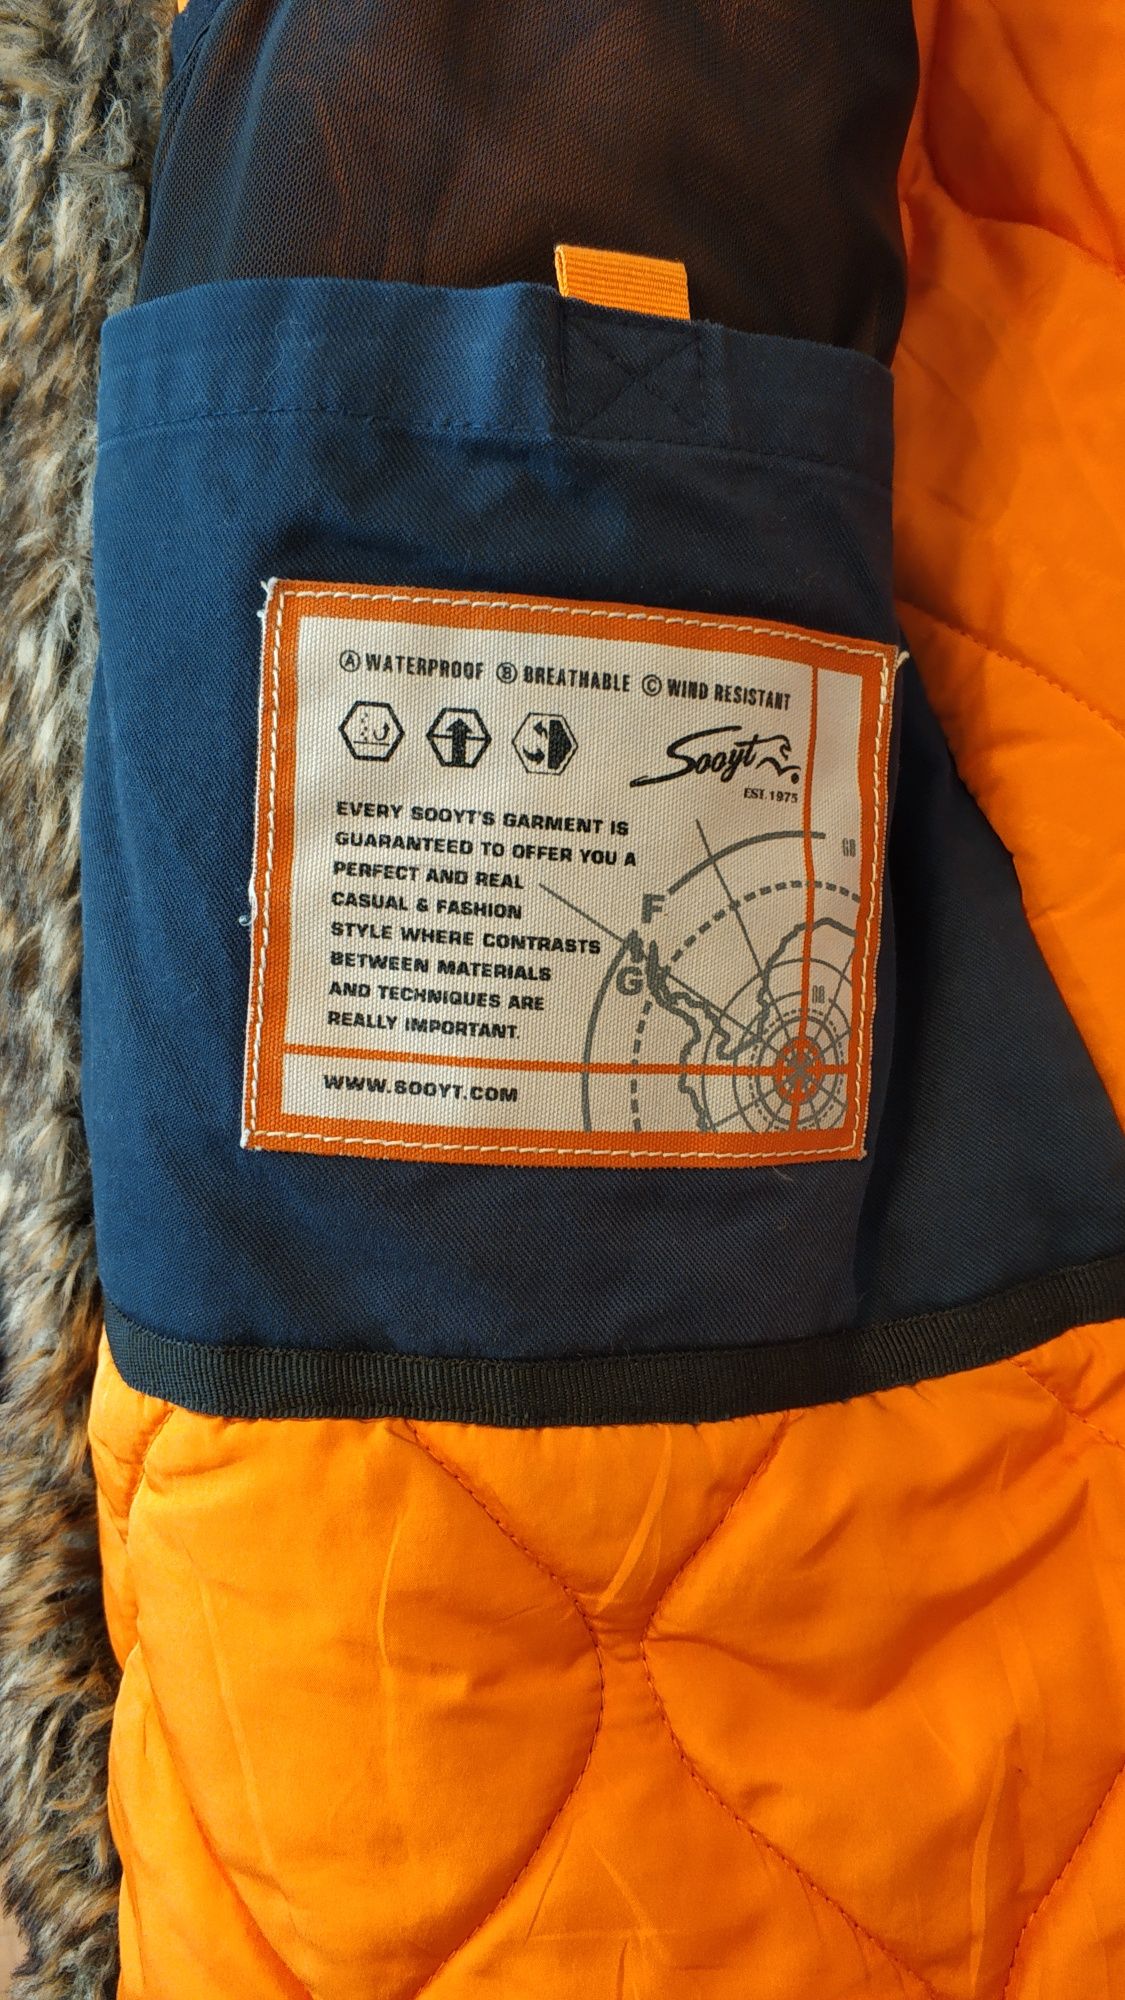 Ⓐ WATERPROOF Ⓑ BREATHABLE Ⓒ WIND RESISTANT
Sooyt
EST. 1975
EVERY SOOYT'S GARMENT IS
GUARANTEED TO OFFER YOU A
PERFECT AND REAL
CASUAL & FASHION
STYLE WHERE CONTRASTS
BETWEEN MATERIALS
AND TECHNIQUES ARE
REALLY IMPORTANT.
WWW.SOOYT.COM
F
G